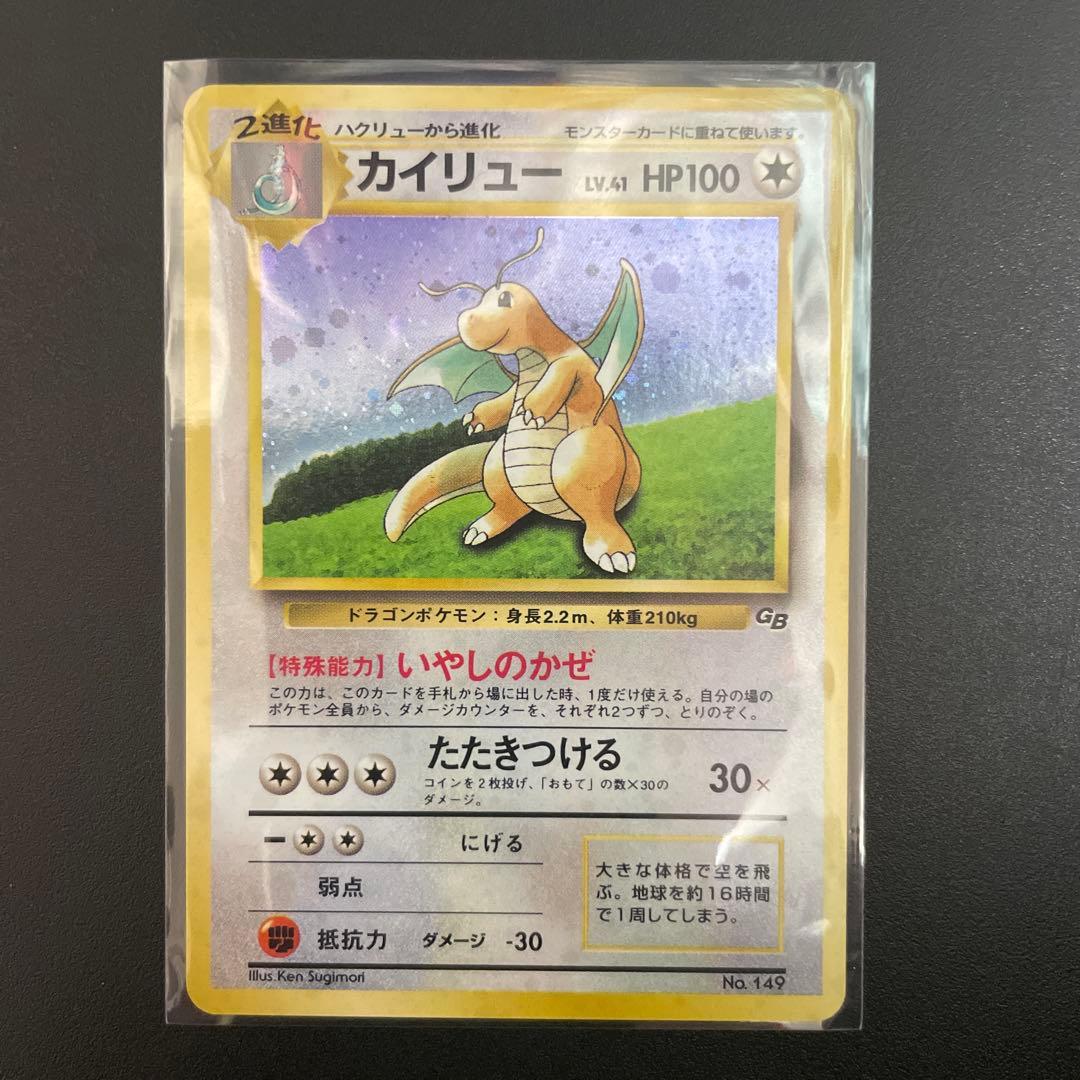 2進化 ハクリューから進化 モンスターカードに重ねて使います。
カイリュー LV.41 HP100
ドラゴンポケモン：身長2.2m、体重210kg GB
【特殊能力】いやしのかぜ
この力は、このカードを手札から場に出した時、1度だけ使える。自分の場の
ポケモン全員から、ダメージカウンターを、それぞれ2つずつ、とりのぞく。
たたきつける
コインを2枚投げ、「おもて」の数×30の
ダメージ。
30×
ー にげる
弱点
抵抗力 ダメージ -30
大きな体格で空を飛
ぶ。地球を約16時間
で1周してしまう。
Illus.Ken Sugimori No. 149